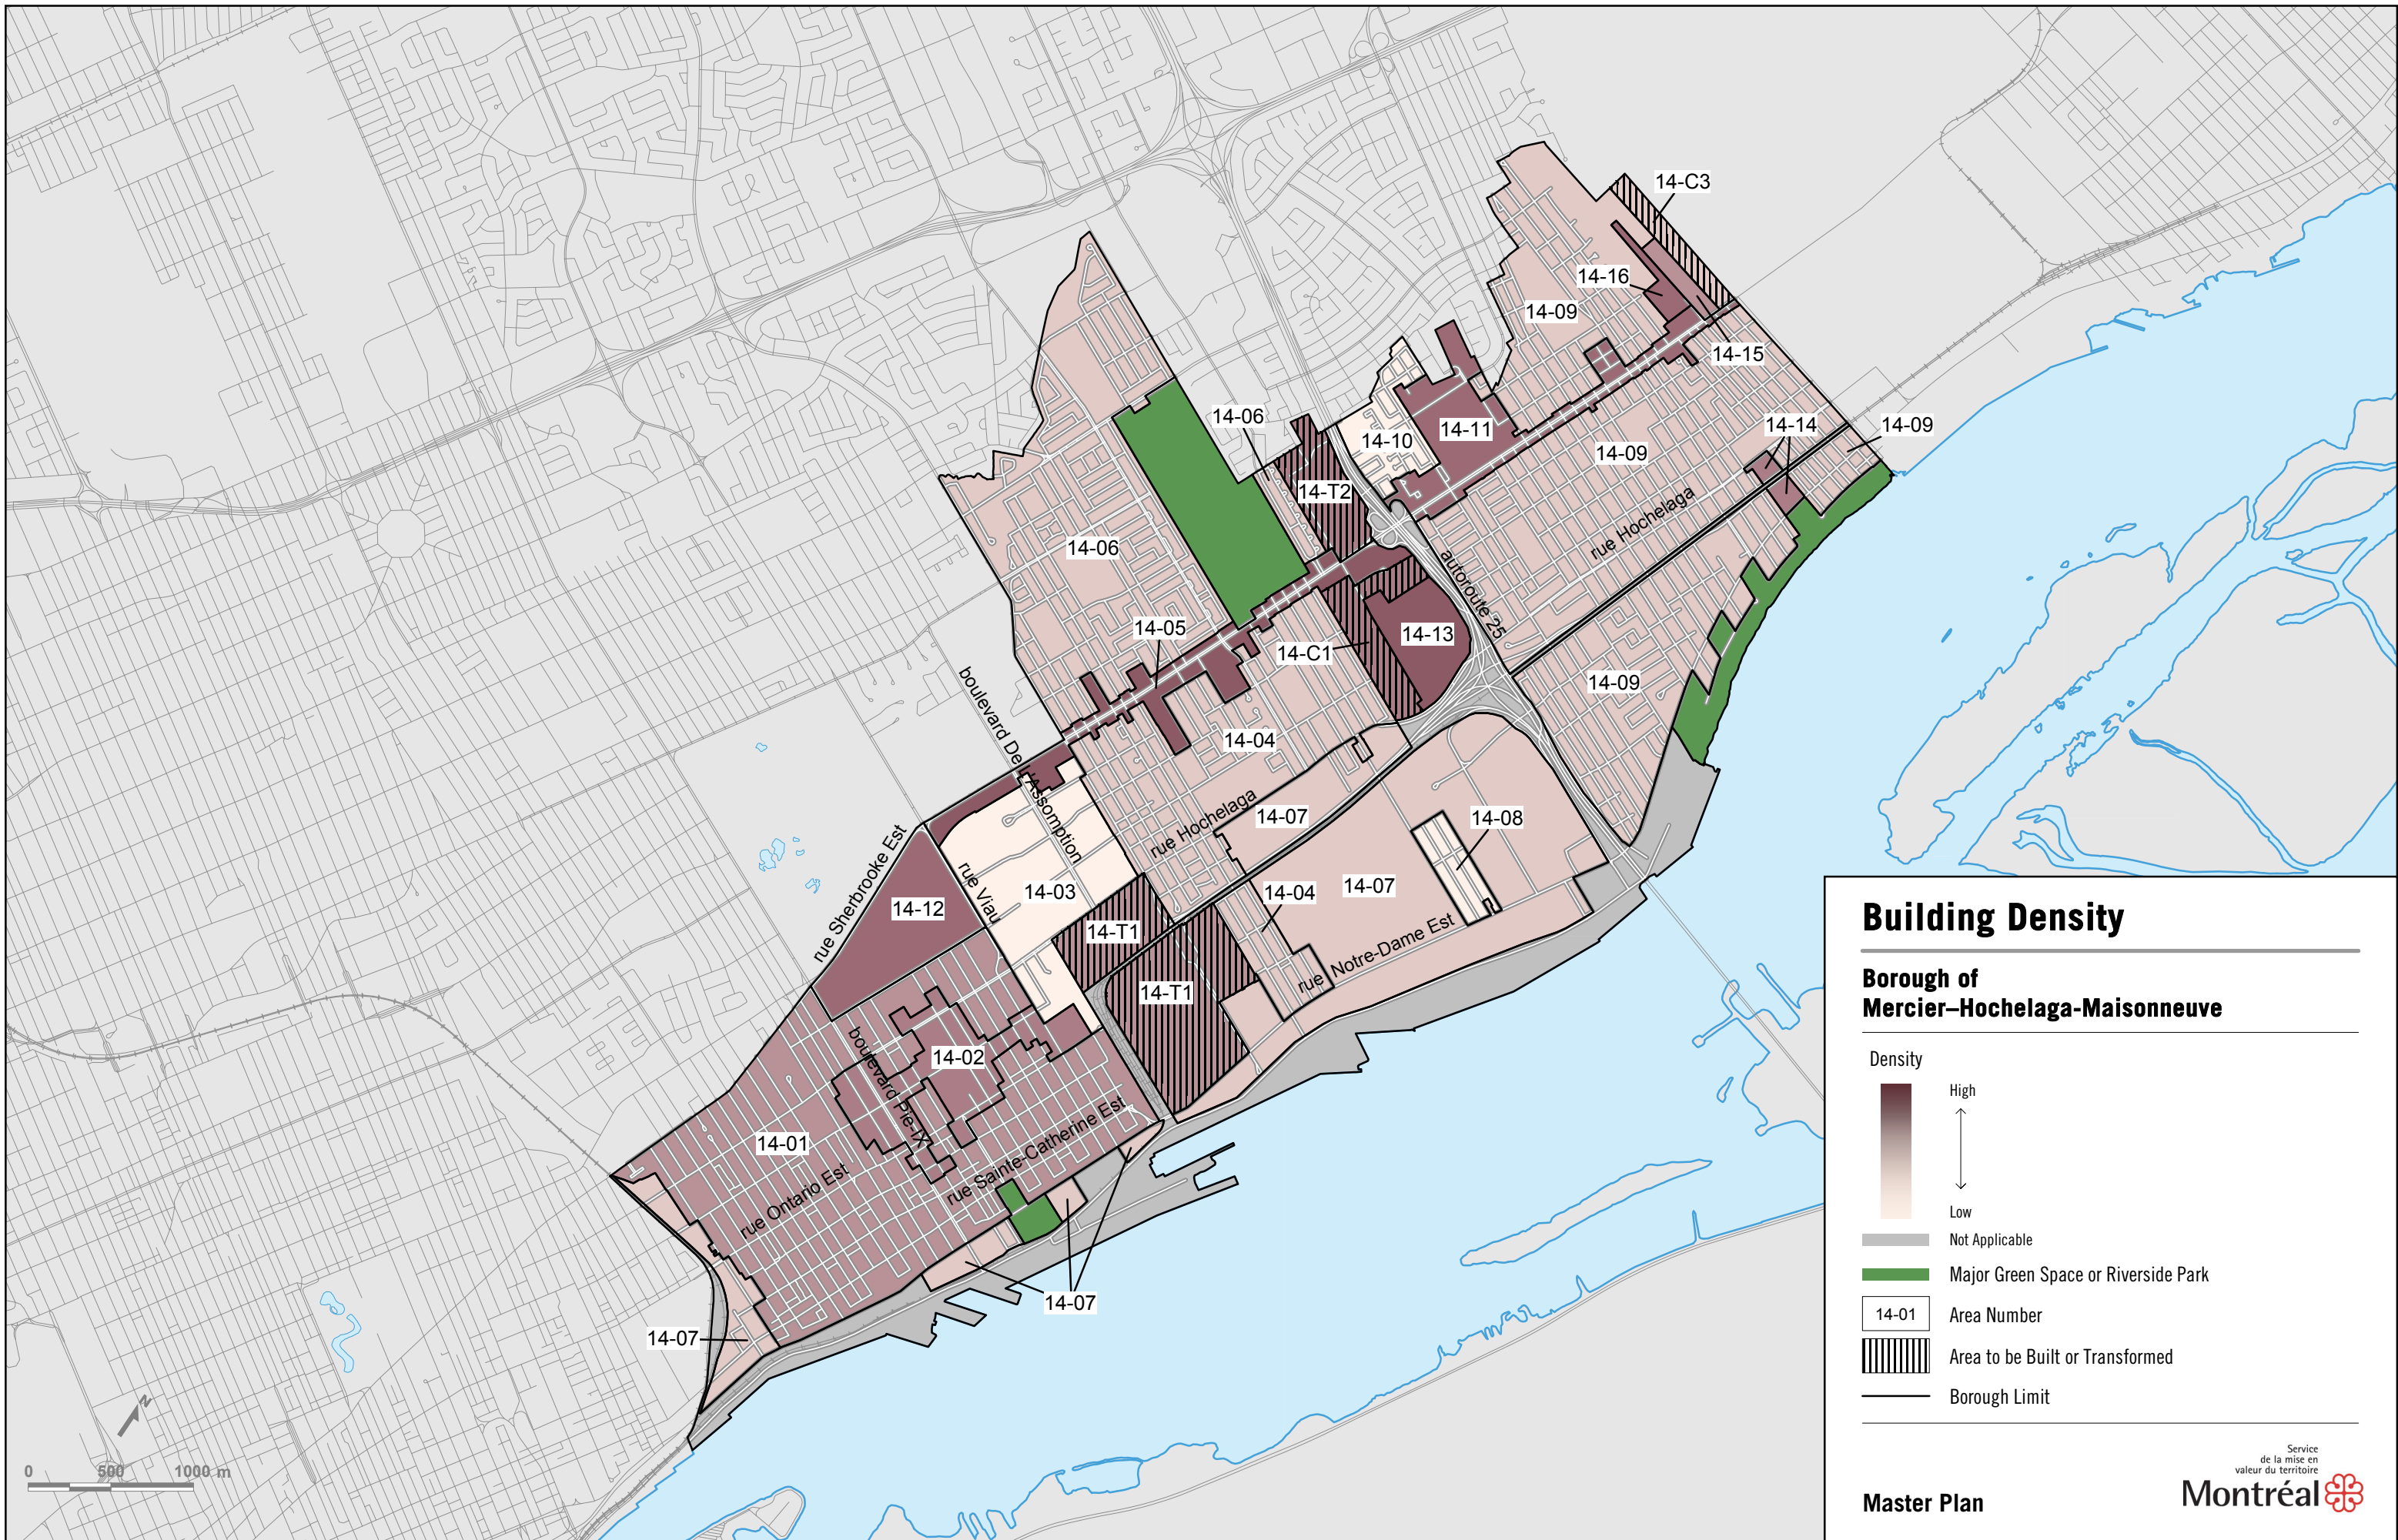 14-C3
14-16
14-09
14-15
14-06
14-14
14-09
14-10
14-11
14-09
14-T2
rue Hochelaga
14-06
autoroute 25
14-05
14-13
14-C1
boulevard De L'Assomption
14-09
14-04
rue Hochelaga
14-07
14-08
rue Sherbrooke Est
rue Viau
14-03
14-07
14-04
14-12
14-T1
rue Notre-Dame Est
14-T1
boulevard Pie-IX
14-02
14-01
rue Sainte-Catherine Est
rue Ontario Est
14-07
14-07
N
0 500 1000 m
Building Density
Borough of
Mercier–Hochelaga-Maisonneuve
Density
High
Low
Not Applicable
Major Green Space or Riverside Park
14-01 Area Number
Area to be Built or Transformed
Borough Limit
Service
de la mise en
valeur du territoire
Montréal
Master Plan